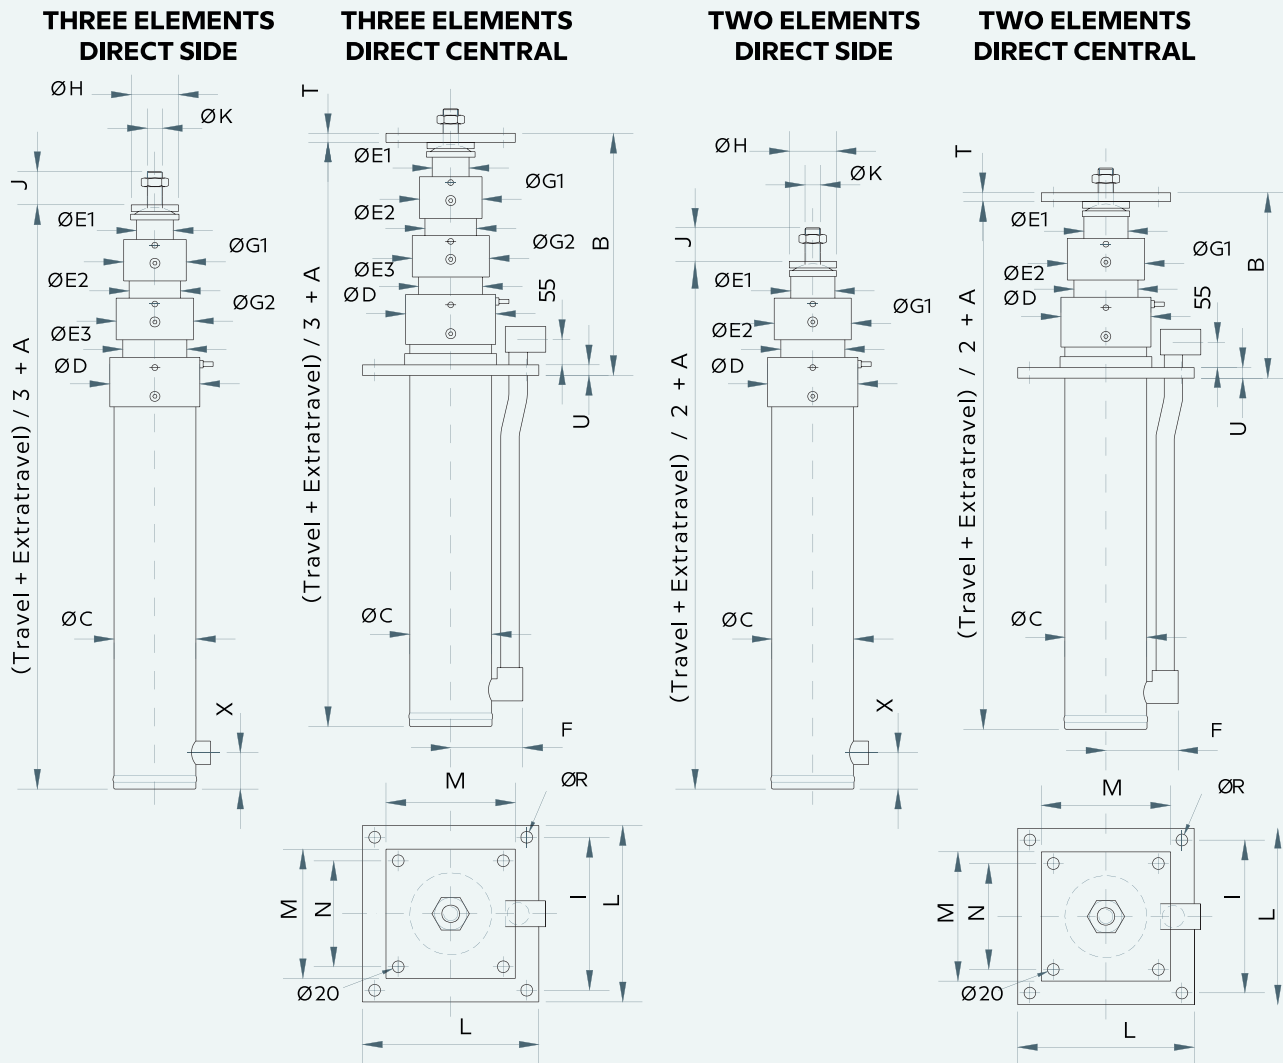 THREE ELEMENTS
DIRECT SIDE
THREE ELEMENTS
DIRECT CENTRAL
TWO ELEMENTS
DIRECT SIDE
TWO ELEMENTS
DIRECT CENTRAL
ØH
ØK
J
ØE1
ØG1
ØE2
ØG2
ØE3
ØD
(Travel + Extratravel) / 3 + A
ØC
X
T
ØE1
ØG1
ØE2
ØG2
B
ØE3
ØD
55
(Travel + Extratravel) / 3 + A
U
ØC
F
M
ØR
M
N
I
L
Ø20
L
ØH
ØK
J
ØE1
ØG1
ØE2
ØD
(Travel + Extratravel) / 2 + A
ØC
X
T
ØE1
ØG1
B
ØE2
ØD
55
(Travel + Extratravel) / 2 + A
U
ØC
F
M
ØR
M
N
I
L
Ø20
L